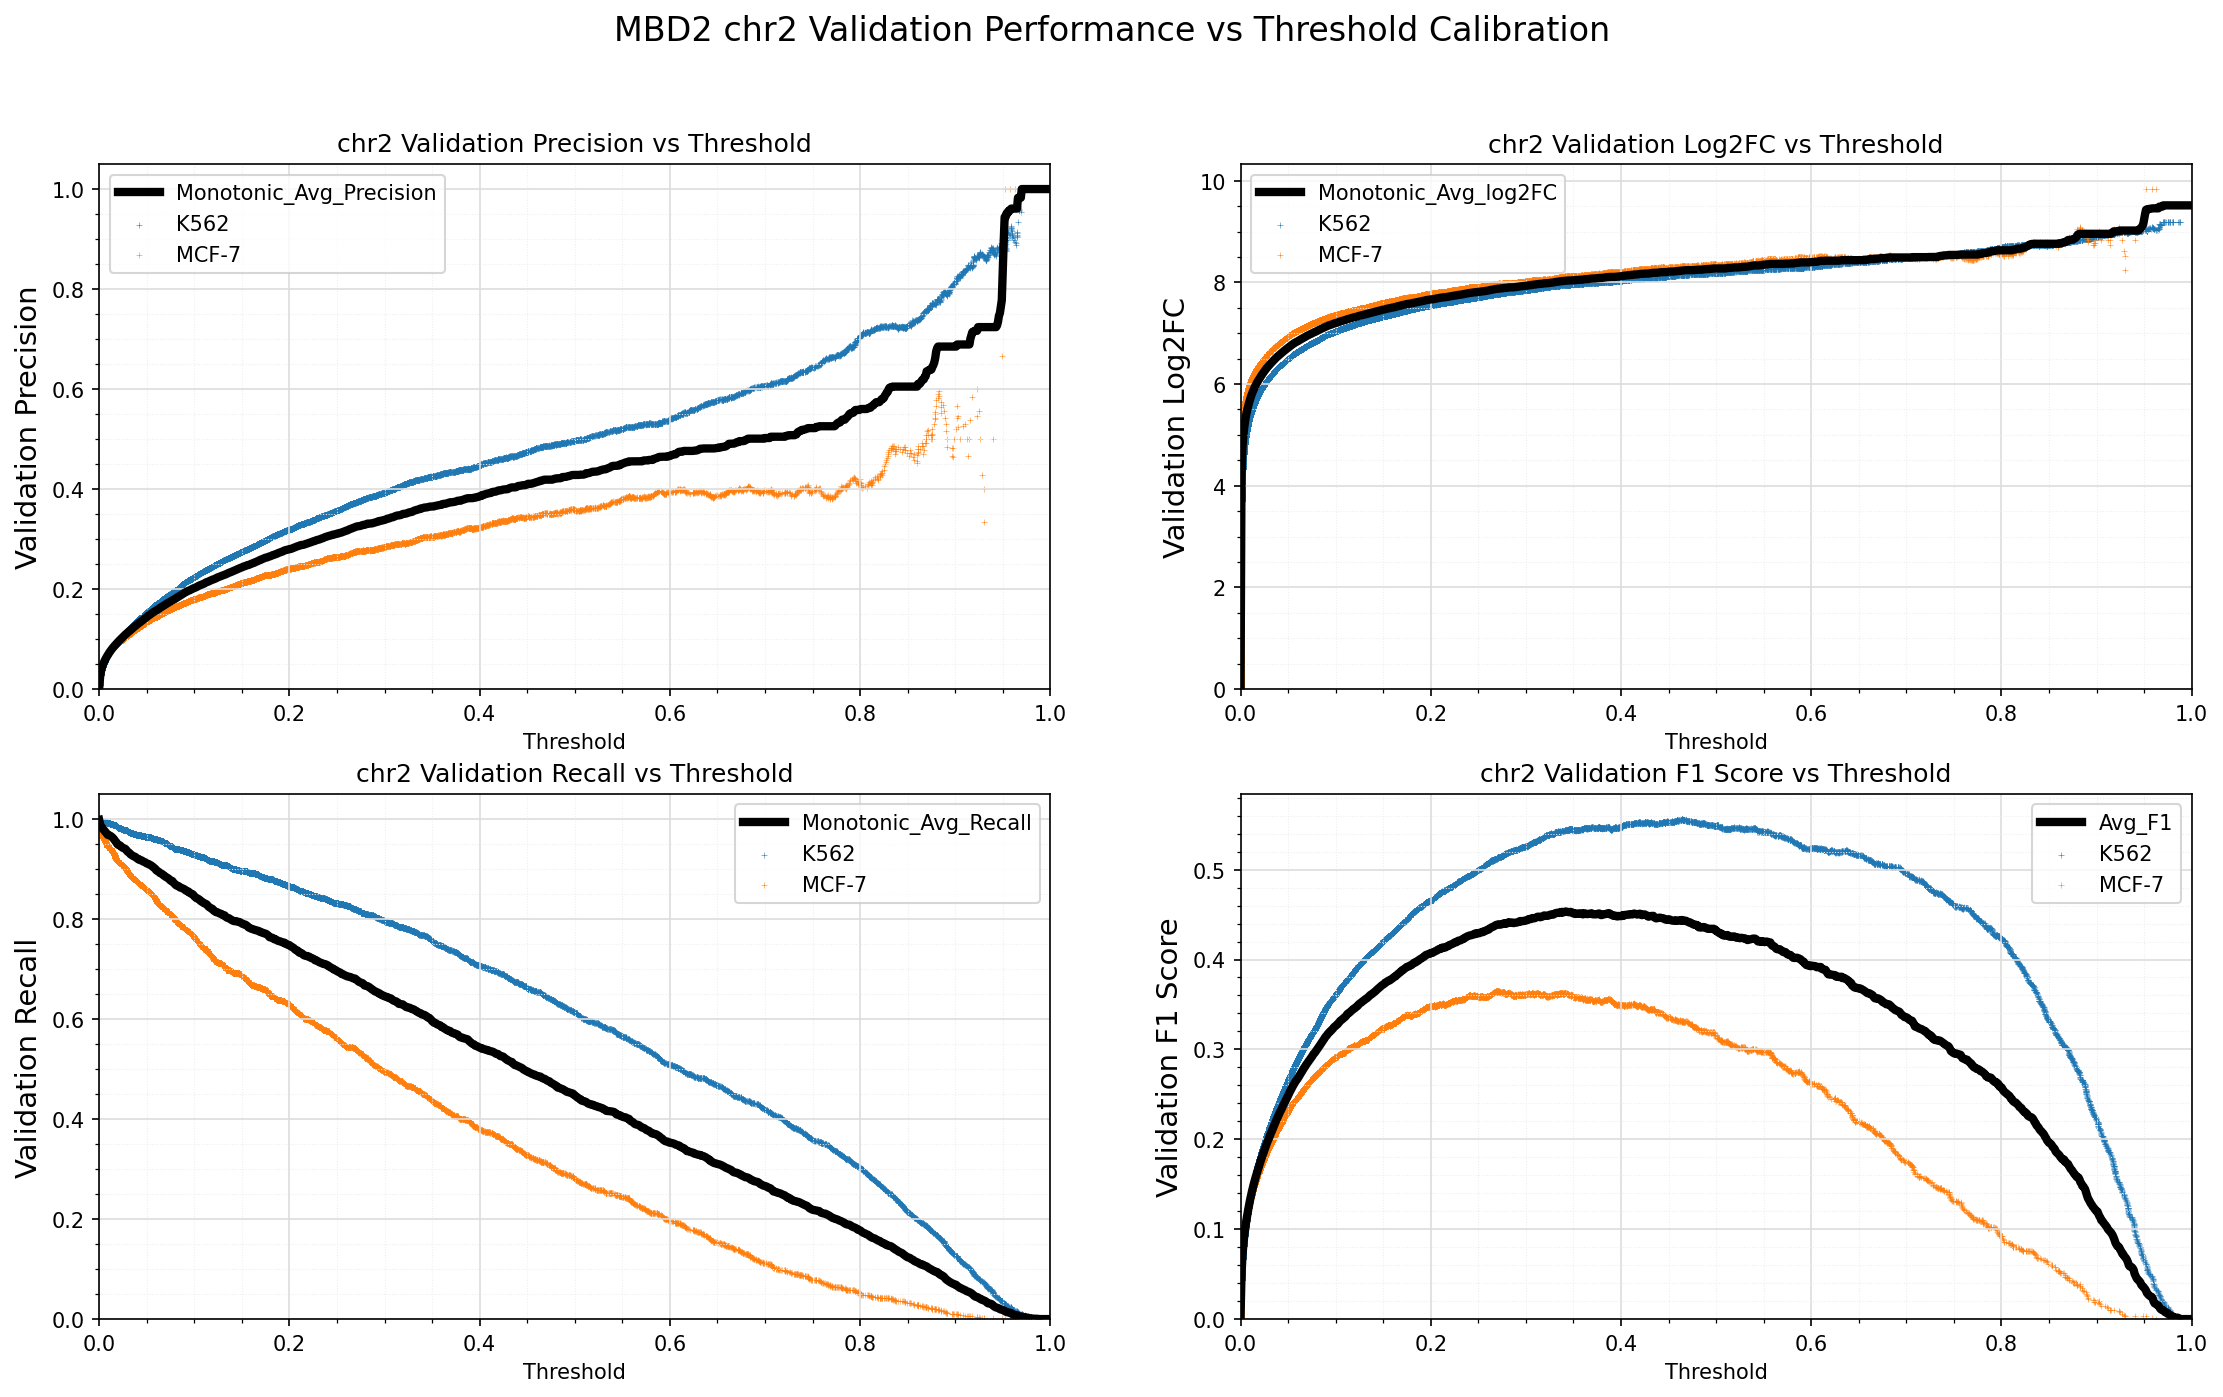 MBD2 chr2 Validation Performance vs Threshold Calibration
chr2 Validation Precision vs Threshold
Validation Precision
1.0
0.8
0.6
0.4
0.2
0.0
Monotonic_Avg_Precision
K562
MCF-7
0.0 0.2 0.4 0.6 0.8 1.0
Threshold
chr2 Validation Log2FC vs Threshold
Validation Log2FC
10
8
6
4
2
0
Monotonic_Avg_log2FC
K562
MCF-7
0.0 0.2 0.4 0.6 0.8 1.0
Threshold
chr2 Validation Recall vs Threshold
Validation Recall
1.0
0.8
0.6
0.4
0.2
0.0
Monotonic_Avg_Recall
K562
MCF-7
0.0 0.2 0.4 0.6 0.8 1.0
Threshold
chr2 Validation F1 Score vs Threshold
Validation F1 Score
0.5
0.4
0.3
0.2
0.1
0.0
Avg_F1
K562
MCF-7
0.0 0.2 0.4 0.6 0.8 1.0
Threshold